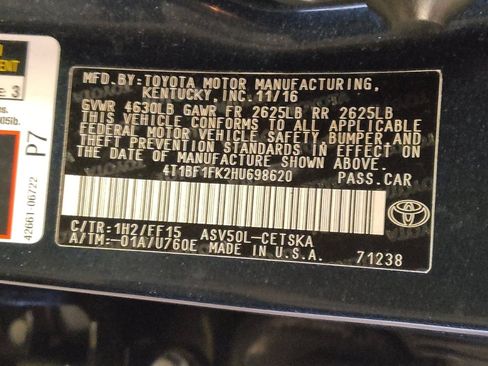 MFD.BY:TOYOTA MOTOR MANUFACTURING,
KENTUCKY, INC.11/16
GVWR 4630LB GAWR FR 2625LB RR 2625LB
THIS VEHICLE CONFORMS TO ALL APPLICABLE
FEDERAL MOTOR VEHICLE SAFETY BUMPER AND
THEFT PREVENTION STANDARDS IN EFFECT ON
THE DATE OF MANUFACTURE SHOWN ABOVE.
4T1BF1FK2HU698620 PASS.CAR
C/TR:1H2/FF15 ASV50L-CETSKA
A/TM:-01A/U760E MADE IN U.S.A. 71238
TOYOTA
P7
42661-06722
e 3